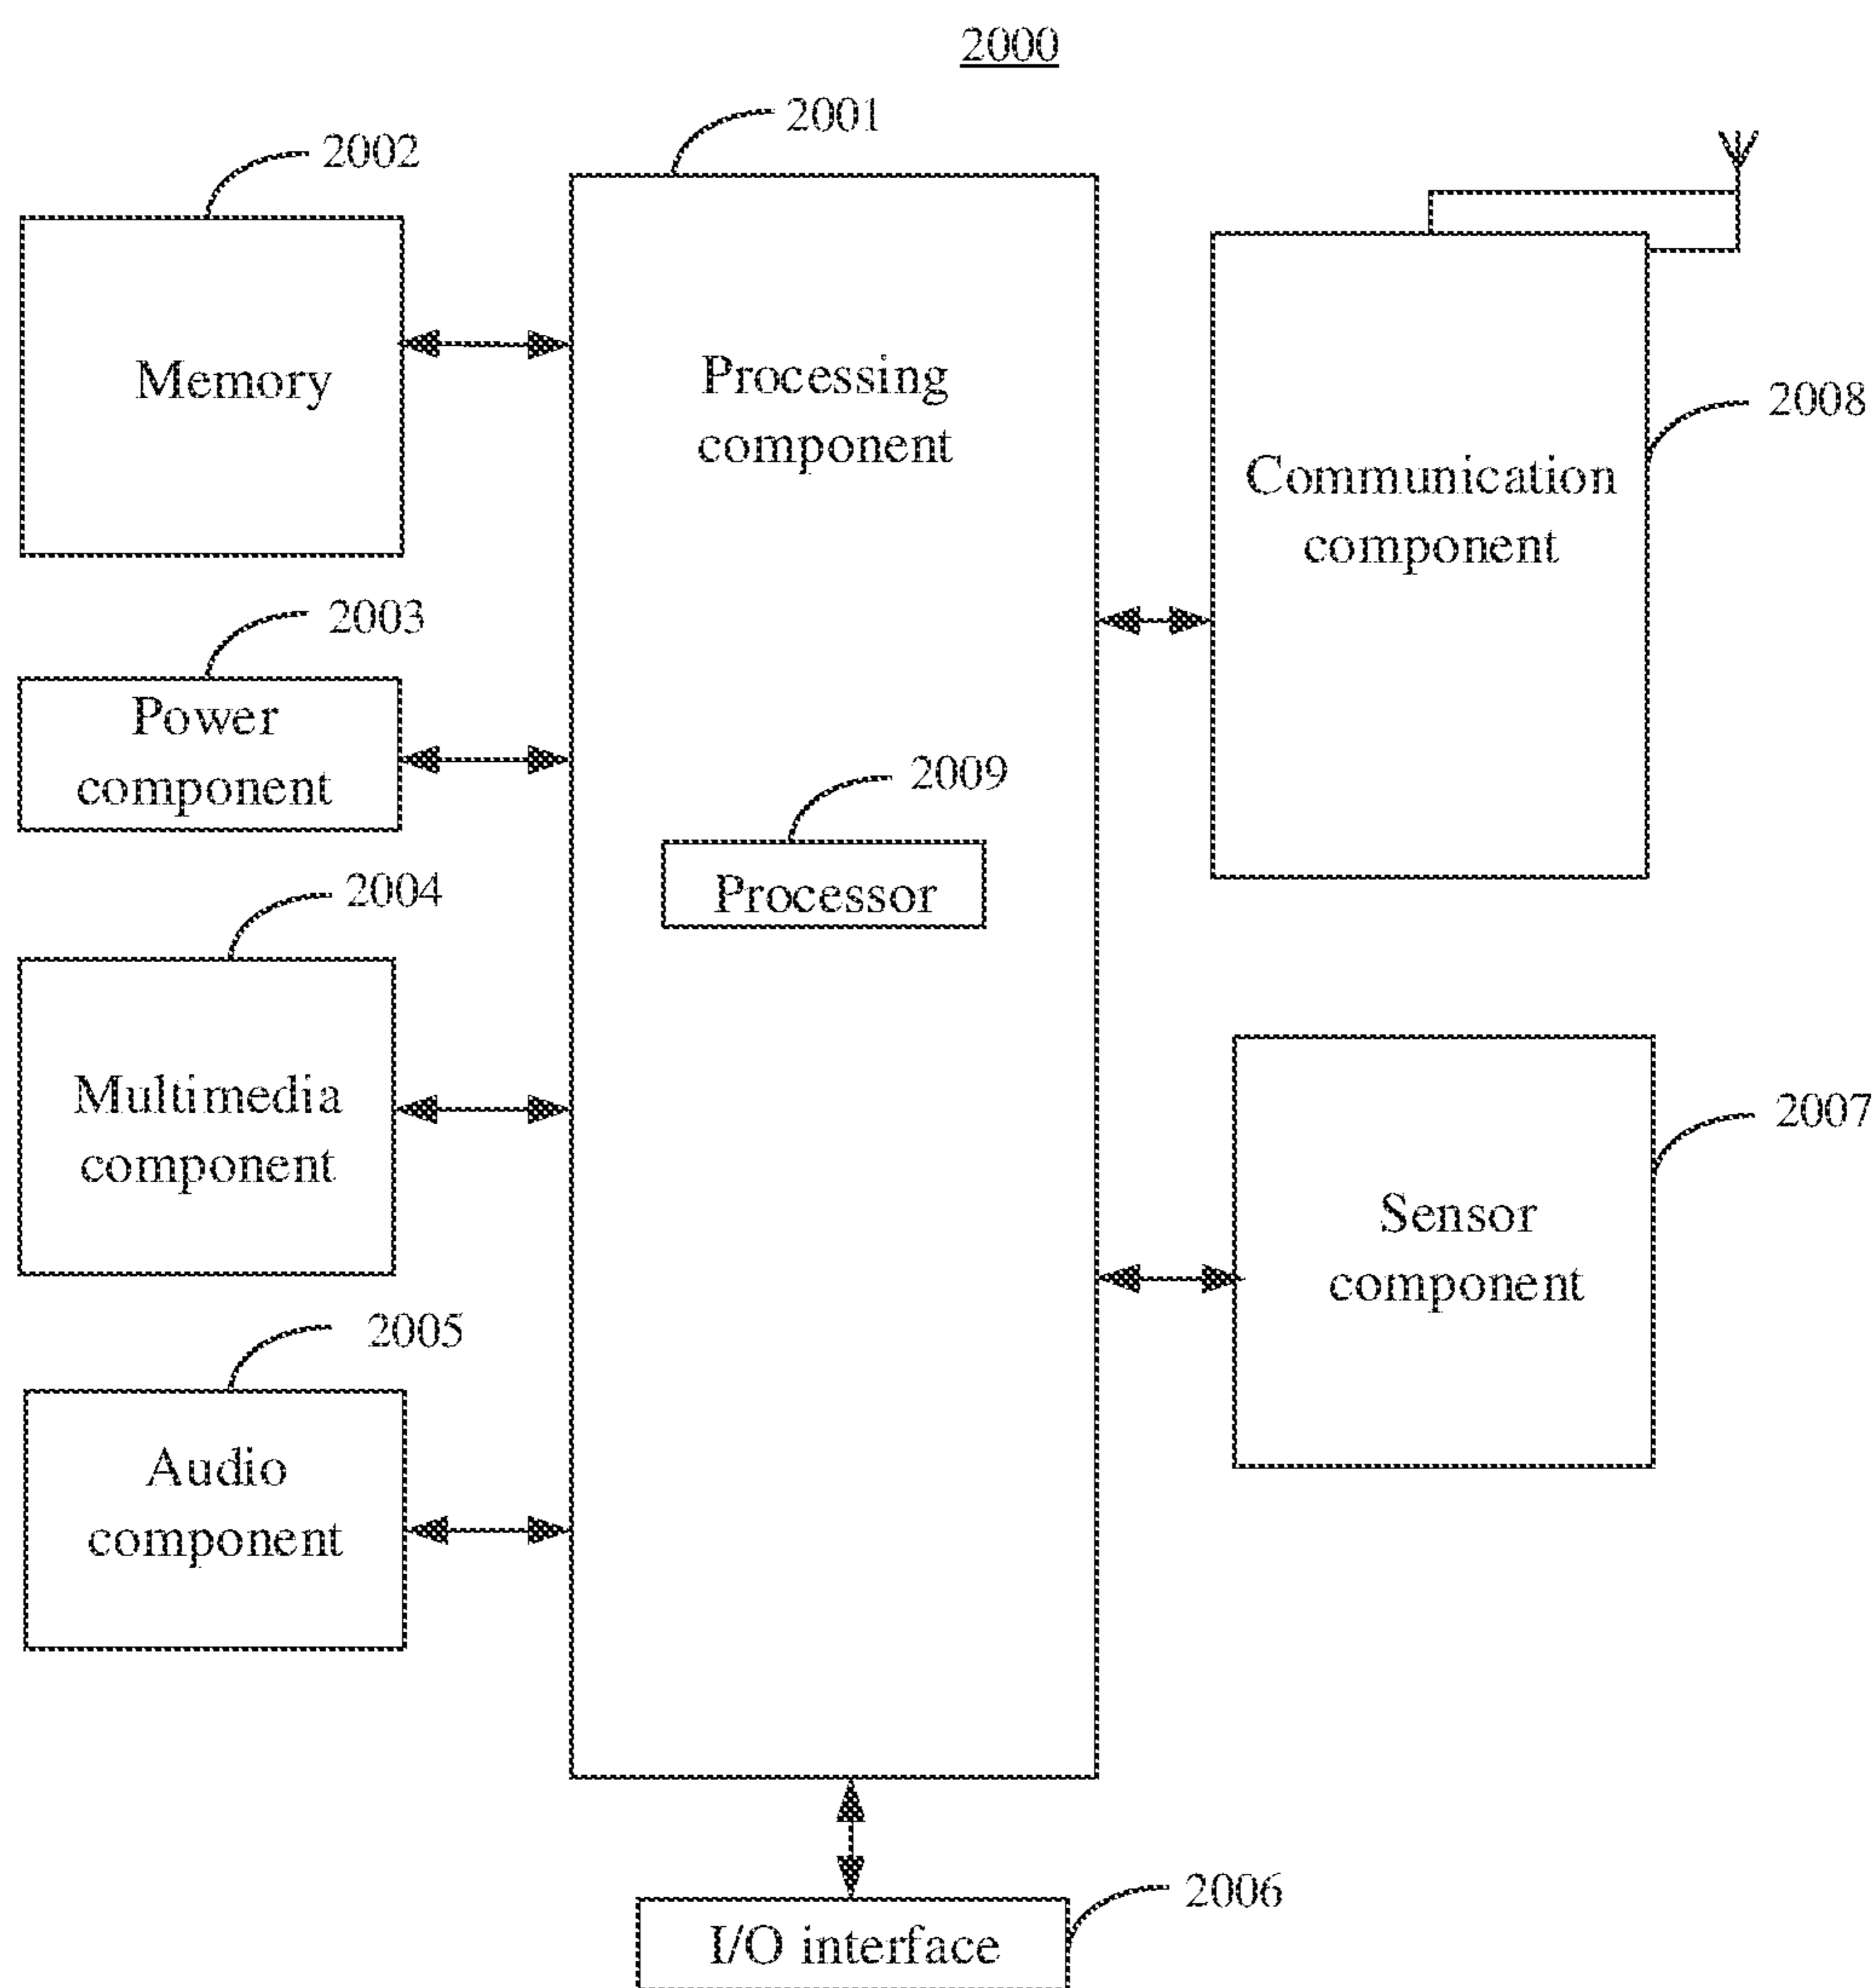 2000
2001
2002
Memory
Processing
component
2008
Communication
component
2003
Power
component
2009
Processor
2004
Multimedia
component
2007
Sensor
component
2005
Audio
component
2006
I/O interface